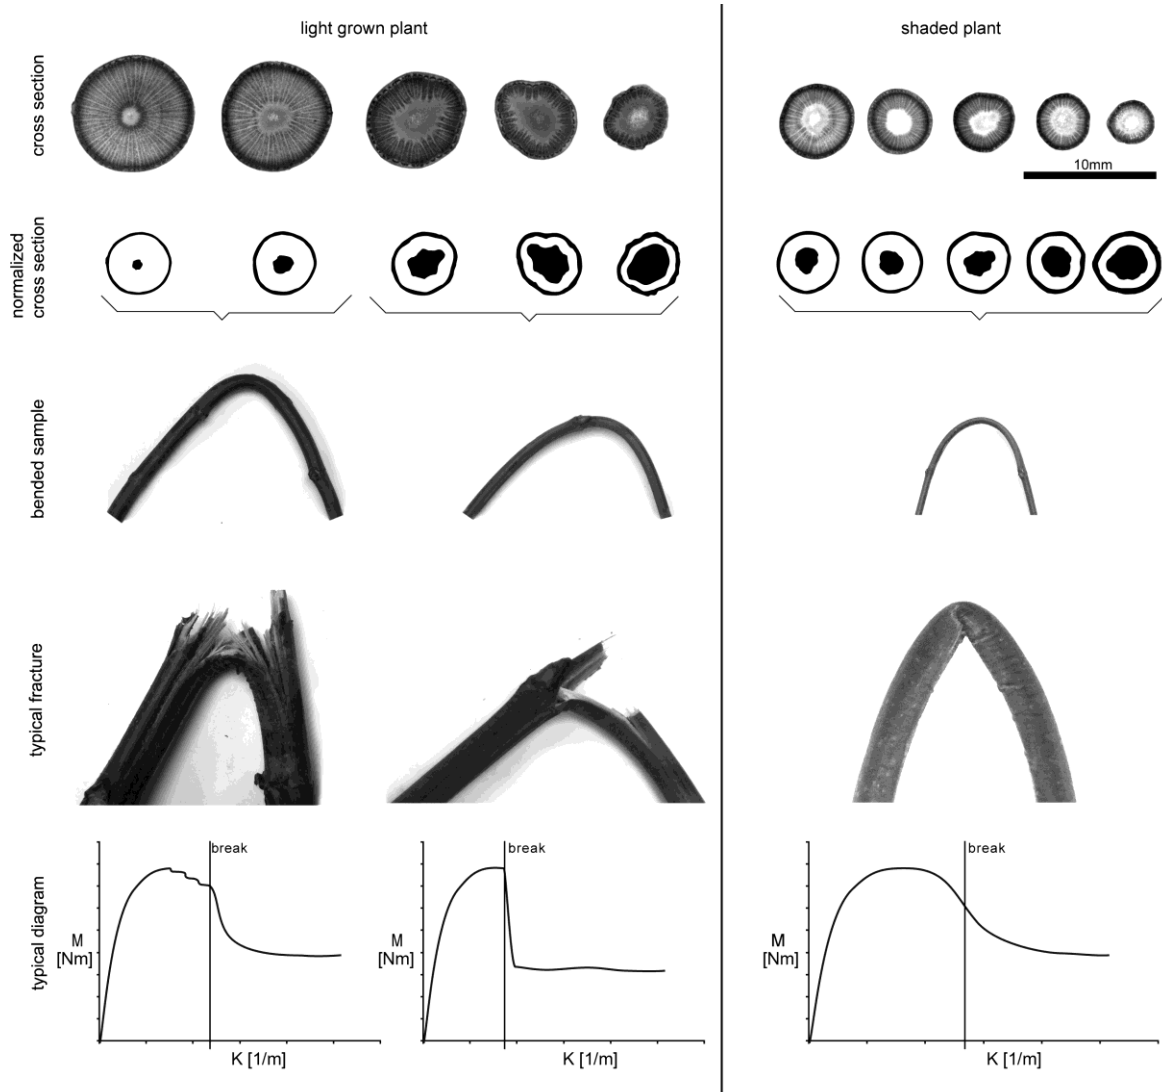 light grown plant
shaded plant
cross section
10mm
normalized
cross section
bended sample
typical fracture
typical diagram
break
M
[Nm]
K [1/m]
break
M
[Nm]
K [1/m]
break
M
[Nm]
K [1/m]